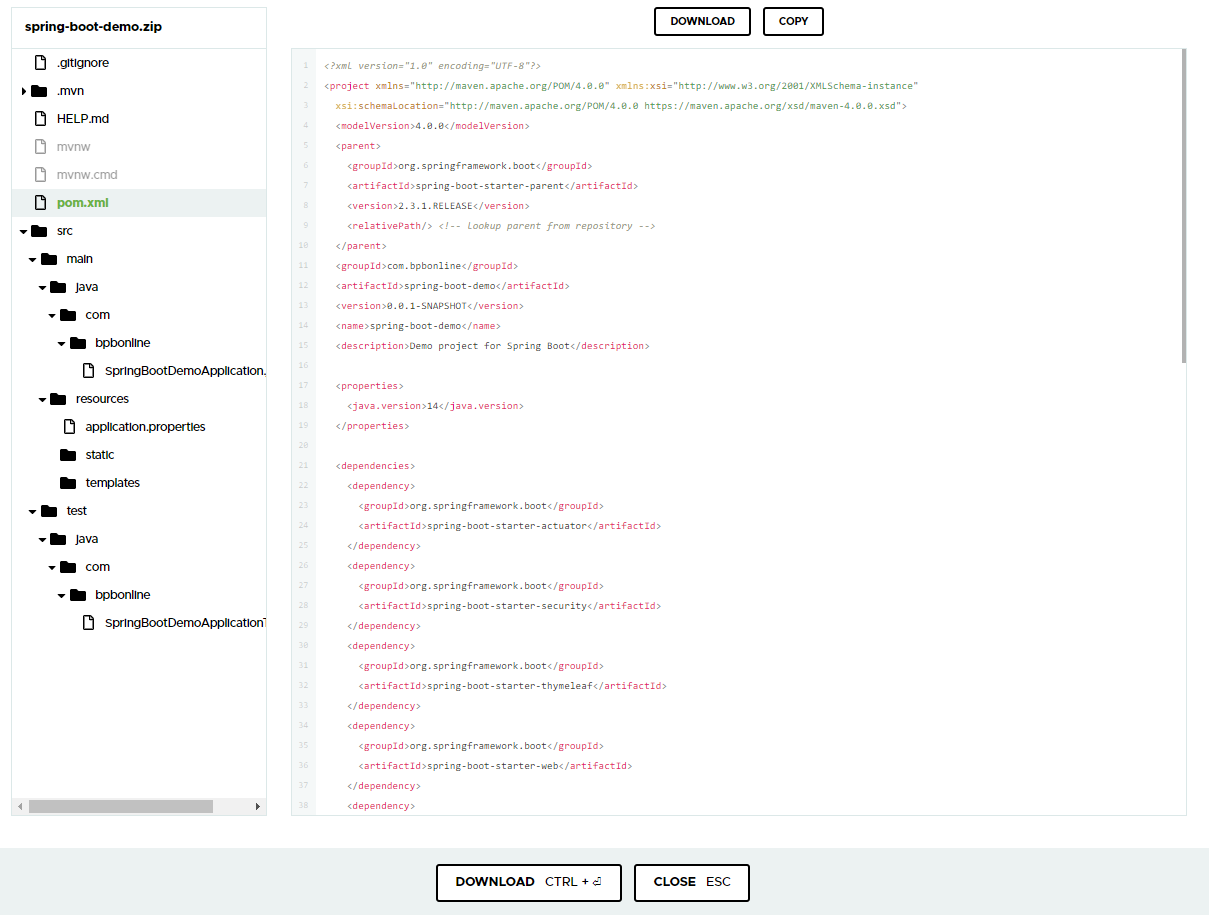 spring-boot-demo.zip
.gitignore
.mvn
HELP.md
mvnw
mvnw.cmd
pom.xml
src
main
java
com
bpbonline
SpringBootDemoApplication.
resources
application.properties
static
templates
test
java
com
bpbonline
SpringBootDemoApplicationT
DOWNLOAD COPY
1 <?xml version="1.0" encoding="UTF-8"?>
2 <project xmlns="http://maven.apache.org/POM/4.0.0" xmlns:xsi="http://www.w3.org/2001/XMLSchema-instance"
3 xsi:schemaLocation="http://maven.apache.org/POM/4.0.0 https://maven.apache.org/xsd/maven-4.0.0.xsd">
4 <modelVersion>4.0.0</modelVersion>
5 <parent>
6 <groupId>org.springframework.boot</groupId>
7 <artifactId>spring-boot-starter-parent</artifactId>
8 <version>2.3.1.RELEASE</version>
9 <relativePath/> <!-- Lookup parent from repository -->
10 </parent>
11 <groupId>com.bpbonline</groupId>
12 <artifactId>spring-boot-demo</artifactId>
13 <version>0.0.1-SNAPSHOT</version>
14 <name>spring-boot-demo</name>
15 <description>Demo project for Spring Boot</description>
16
17 <properties>
18 <java.version>14</java.version>
19 </properties>
20
21 <dependencies>
22 <dependency>
23 <groupId>org.springframework.boot</groupId>
24 <artifactId>spring-boot-starter-actuator</artifactId>
25 </dependency>
26 <dependency>
27 <groupId>org.springframework.boot</groupId>
28 <artifactId>spring-boot-starter-security</artifactId>
29 </dependency>
30 <dependency>
31 <groupId>org.springframework.boot</groupId>
32 <artifactId>spring-boot-starter-thymeleaf</artifactId>
33 </dependency>
34 <dependency>
35 <groupId>org.springframework.boot</groupId>
36 <artifactId>spring-boot-starter-web</artifactId>
37 </dependency>
38 <dependency>
DOWNLOAD CTRL + ⏎ CLOSE ESC